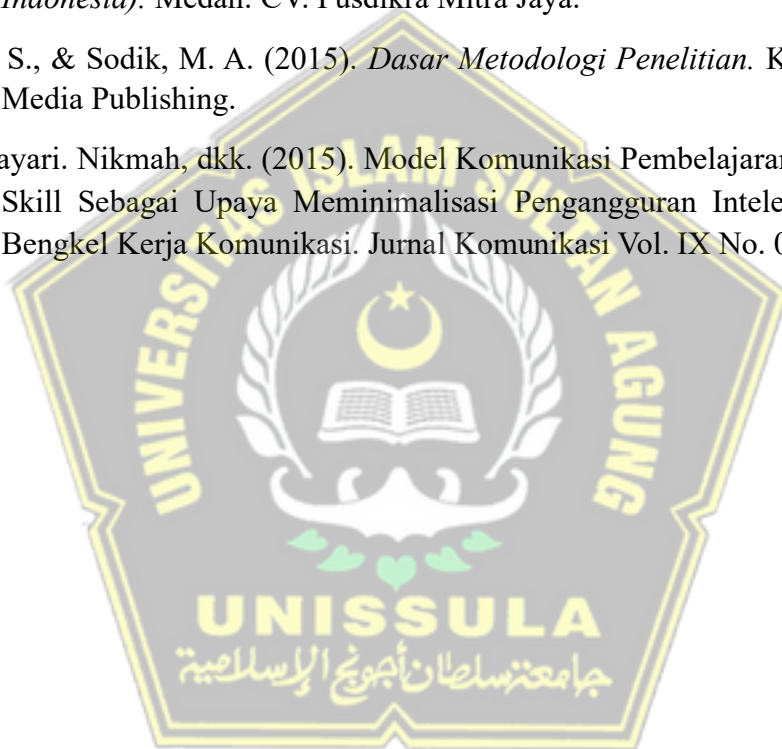 Indonesia). Medan: CV. Pusdikra Mitra Jaya.
S., & Sodik, M. A. (2015). Dasar Metodologi Penelitian. K
Media Publishing.
ayari. Nikmah, dkk. (2015). Model Komunikasi Pembelajaran
Skill Sebagai Upaya Meminimalisasi Pengangguran Intele
Bengkel Kerja Komunikasi. Jurnal Komunikasi Vol. IX No. 0
UNIVERSITAS ISLAM SULTAN AGUNG
UNISSULA
جامعة سلطان أجونج الإسلامية